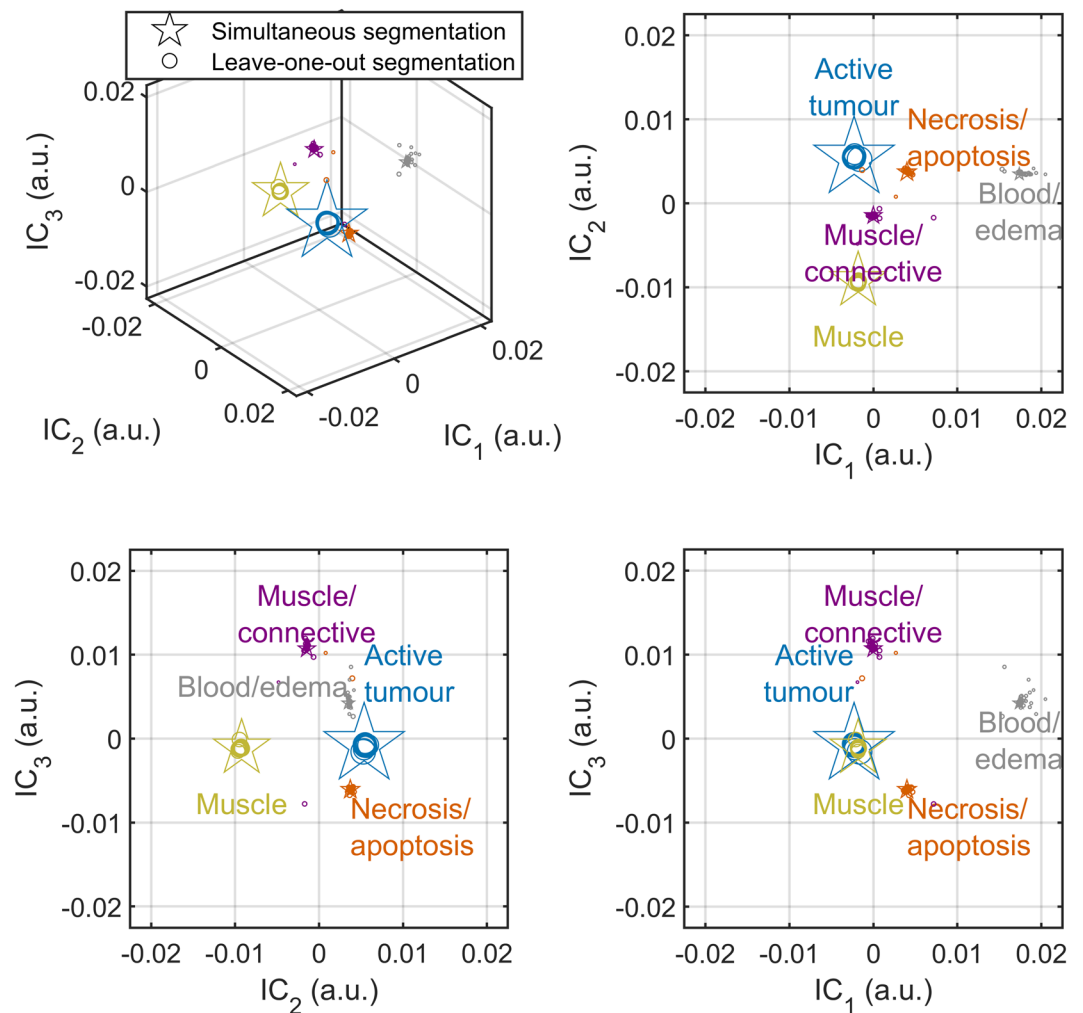 Simultaneous segmentation
Leave-one-out segmentation
0.02
0
-0.02
IC3 (a.u.)
-0.02
0
0.02
IC2 (a.u.)
-0.02
0
0.02
IC1 (a.u.)
0.02
0.01
0
-0.01
-0.02
IC2 (a.u.)
Active
tumour
Necrosis/
apoptosis
Blood/
edema
Muscle/
connective
Muscle
-0.02
-0.01
0
0.01
0.02
IC1 (a.u.)
0.02
0.01
0
-0.01
-0.02
IC3 (a.u.)
Muscle/
connective
Active
tumour
Blood/edema
Muscle
Necrosis/
apoptosis
-0.02
-0.01
0
0.01
0.02
IC2 (a.u.)
0.02
0.01
0
-0.01
-0.02
IC3 (a.u.)
Muscle/
connective
Active
tumour
Blood/
edema
Muscle
Necrosis/
apoptosis
-0.02
-0.01
0
0.01
0.02
IC1 (a.u.)